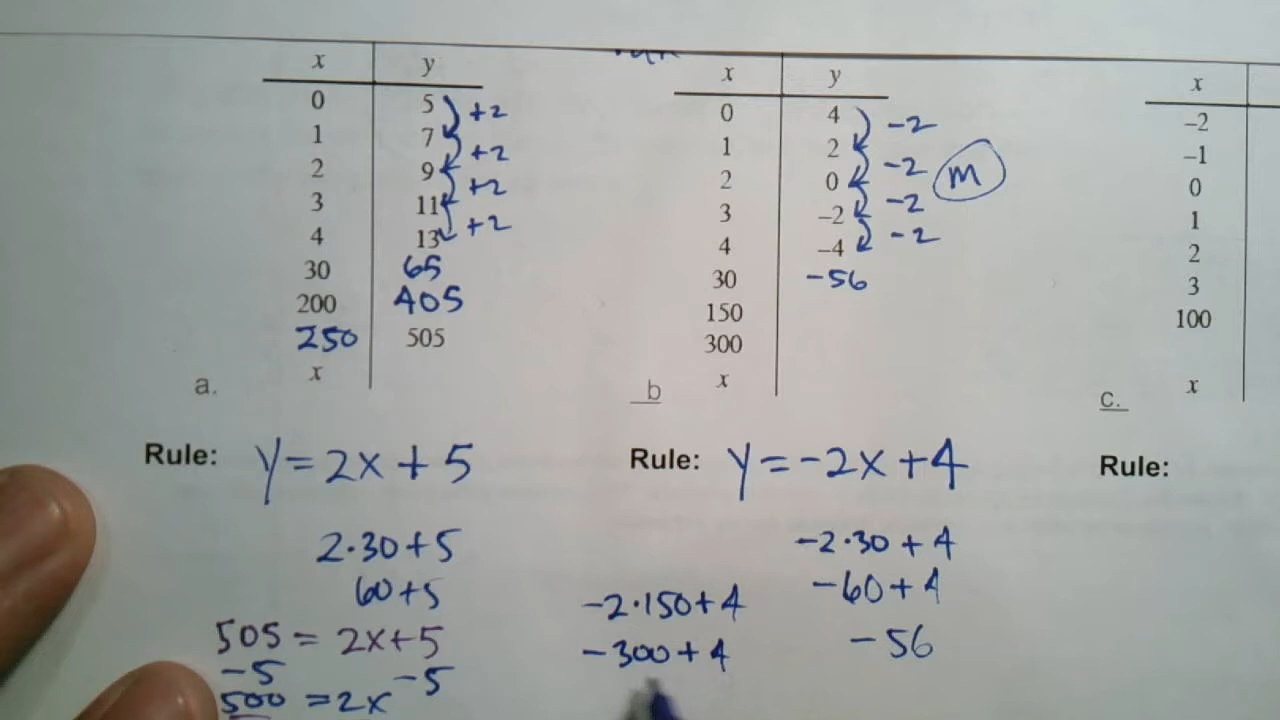 x y
0 5 +2
1 7 +2
2 9 +2
3 11 +2
4 13
30 65
200 405
250 505
x
a.
Rule: y=2x+5
2·30+5
60+5
505 = 2x+5
-5 -5
500 = 2x
x y
0 4 -2
1 2 -2
2 0 -2
3 –2 -2
4 –4
m
30 -56
150
300
x
b
Rule: y=-2x+4
-2·30+4
-60+4
-56
-2·150+4
-300+4
x
–2
–1
0
1
2
3
100
x
c.
Rule: